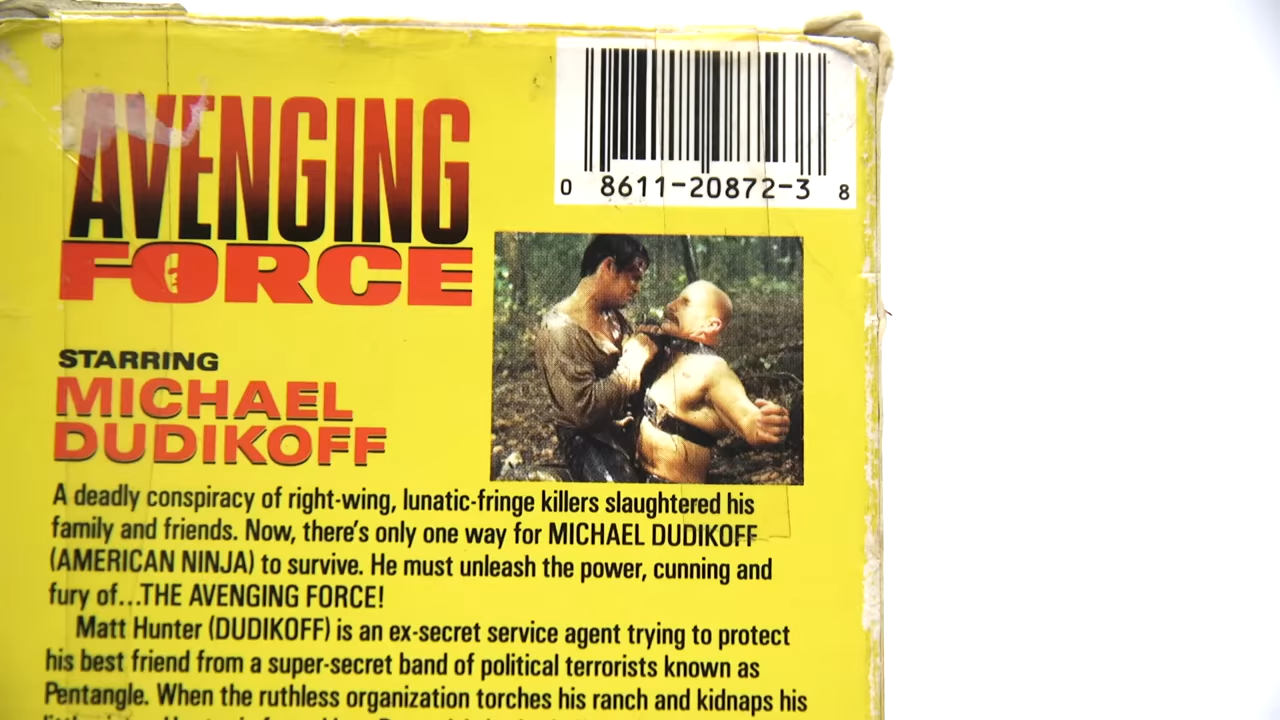 AVENGING
FORCE
0 8611-20872-3 8
STARRING
MICHAEL
DUDIKOFF
A deadly conspiracy of right-wing, lunatic-fringe killers slaughtered his
family and friends. Now, there's only one way for MICHAEL DUDIKOFF
(AMERICAN NINJA) to survive. He must unleash the power, cunning and
fury of...THE AVENGING FORCE!
Matt Hunter (DUDIKOFF) is an ex-secret service agent trying to protect
his best friend from a super-secret band of political terrorists known as
Pentangle. When the ruthless organization torches his ranch and kidnaps his